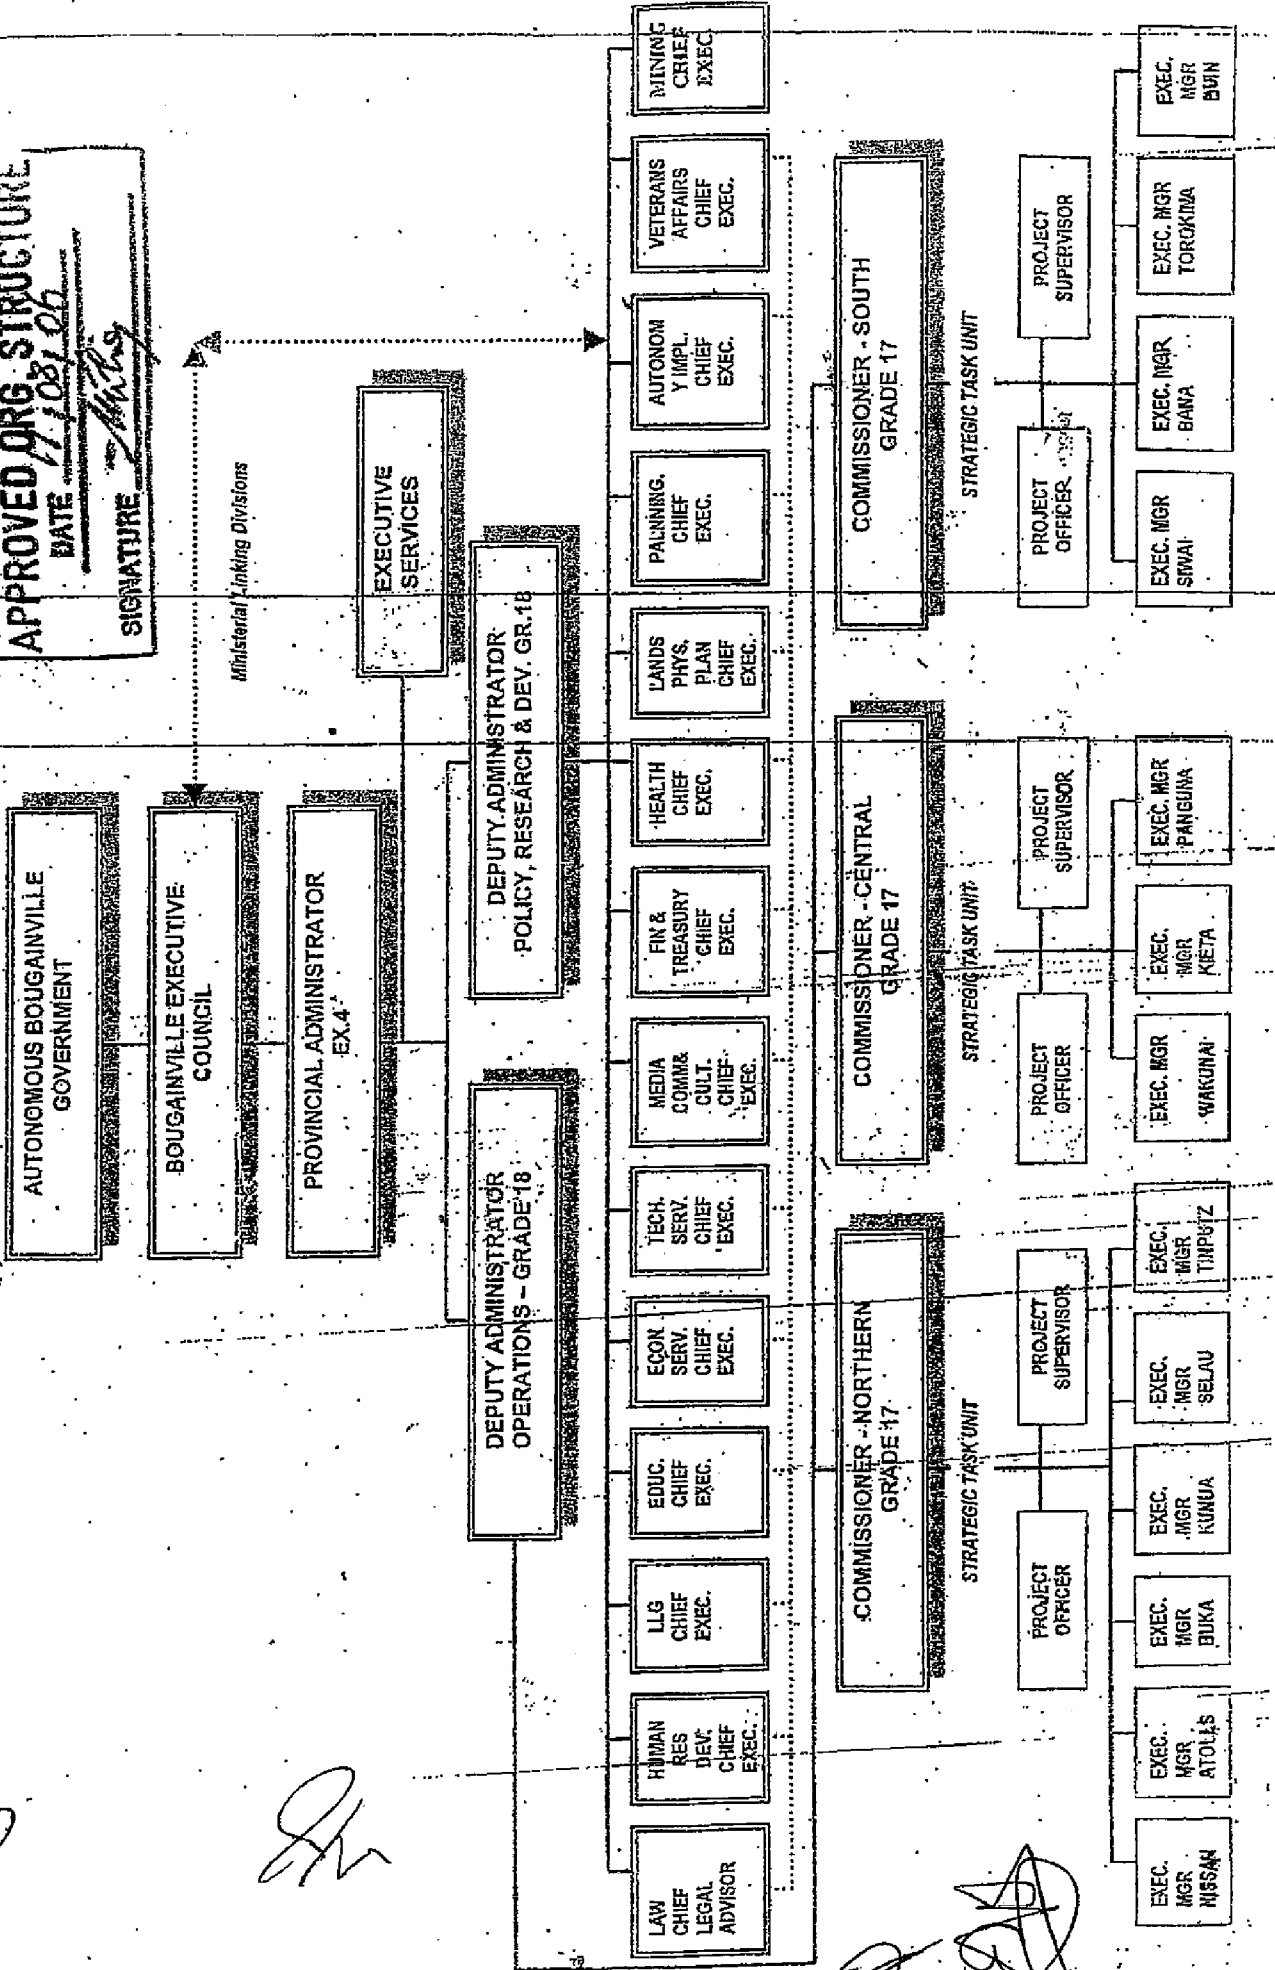 APPROVED ORG STRUCTURE
DATE 17/08/06
SIGNATURE
AUTONOMOUS BOUGAINVILLE
GOVERNMENT
BOUGAINVILLE EXECUTIVE
COUNCIL
Ministerial Linking Divisions
PROVINCIAL ADMINISTRATOR
EX.4
EXECUTIVE
SERVICES
DEPUTY ADMINISTRATOR
OPERATIONS – GRADE 18
DEPUTY ADMINISTRATOR
POLICY, RESEARCH & DEV. GR.18
LAW
CHIEF
LEGAL
ADVISOR
HUMAN
RES
DEV.
CHIEF
EXEC.
LLG
CHIEF
EXEC.
EDUC.
CHIEF
EXEC.
ECON
SERV.
CHIEF
EXEC.
TECH.
SERV.
CHIEF
EXEC.
MEDIA
COMM&
CULT.
CHIEF
EXEC.
FIN &
TREASURY
CHIEF
EXEC.
HEALTH
CHIEF
EXEC.
LANDS
PHYS.
PLAN
CHIEF
EXEC.
PALNNING.
CHIEF
EXEC.
AUTONOM
Y IMPL.
CHIEF
EXEC.
VETERANS
AFFAIRS
CHIEF
EXEC.
MINING
CHIEF
EXEC.
COMMISSIONER - NORTHERN
GRADE 17
COMMISSIONER - CENTRAL
GRADE 17
COMMISSIONER - SOUTH
GRADE 17
STRATEGIC TASK UNIT
STRATEGIC TASK UNIT
STRATEGIC TASK UNIT
PROJECT
OFFICER
PROJECT
SUPERVISOR
PROJECT
OFFICER
PROJECT
SUPERVISOR
PROJECT
OFFICER
PROJECT
SUPERVISOR
EXEC.
MGR
NISSAN
EXEC.
MGR
ATOLLS
EXEC.
MGR
BUKA
EXEC.
MGR
KUNUA
EXEC.
MGR
SELAU
EXEC.
MGR
TINPUTZ
EXEC. MGR
WAKUNAI
EXEC.
MGR
KIETA
EXEC. MGR
PANGUNA
EXEC. MGR
SIWAI
EXEC. MGR
BANA
EXEC. MGR
TOROKINA
EXEC.
MGR
BUIN